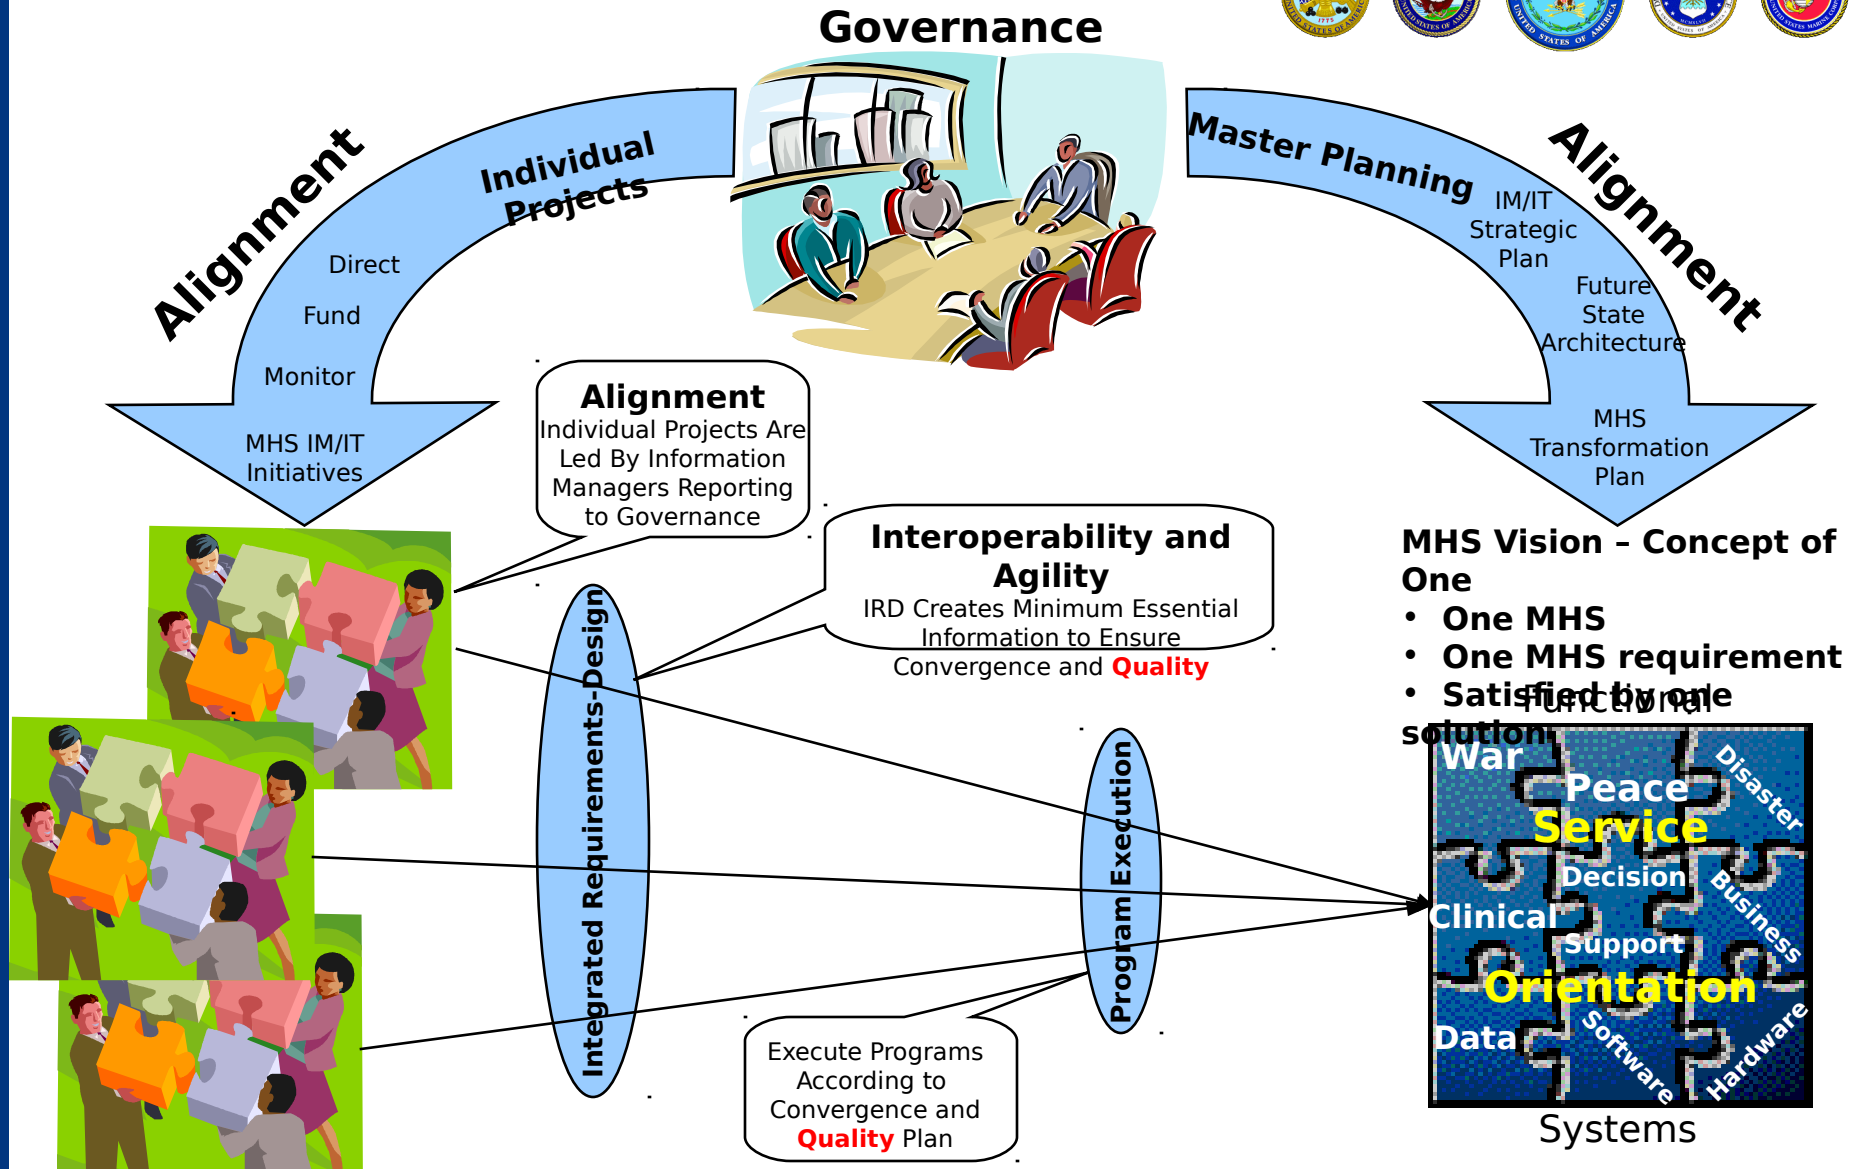 Governance
Alignment
Individual
Projects
Direct
Fund
Monitor
MHS IM/IT
Initiatives
Master Planning
Alignment
IM/IT
Strategic
Plan
Future
State
Architecture
MHS
Transformation
Plan
Alignment
Individual Projects Are
Led By Information
Managers Reporting
to Governance
Interoperability and
Agility
IRD Creates Minimum Essential
Information to Ensure
Convergence and Quality
Integrated Requirements-Design
Program Execution
Execute Programs
According to
Convergence and
Quality Plan
MHS Vision – Concept of
One
• One MHS
• One MHS requirement
• Satisfied by one
solution
Functional
War
Peace
Disaster
Service
Decision
Business
Clinical
Support
Orientation
Data
Software
Hardware
Systems